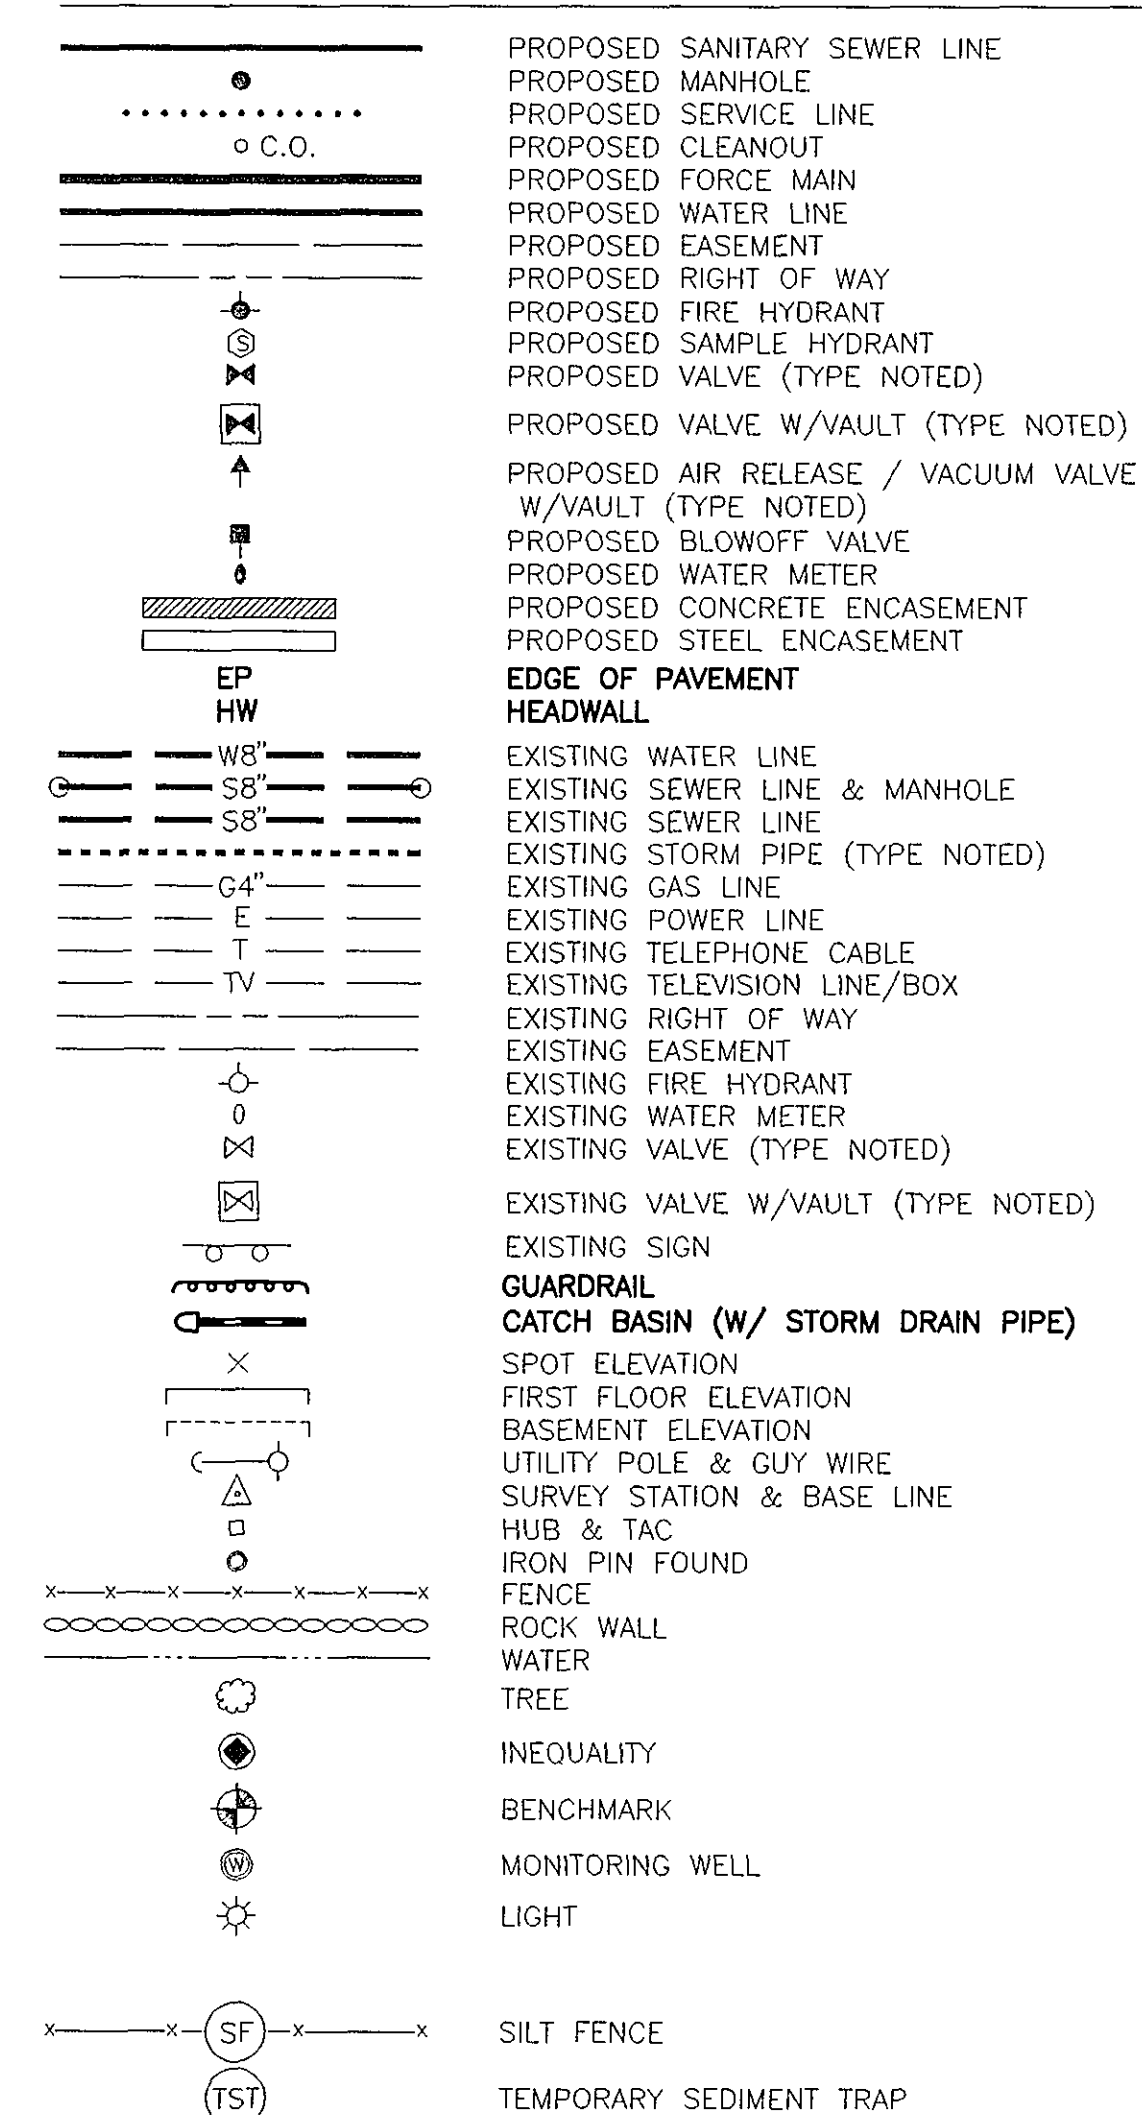 PROPOSED SANITARY SEWER LINE
PROPOSED MANHOLE
PROPOSED SERVICE LINE
C.O. PROPOSED CLEANOUT
PROPOSED FORCE MAIN
PROPOSED WATER LINE
PROPOSED EASEMENT
PROPOSED RIGHT OF WAY
PROPOSED FIRE HYDRANT
S PROPOSED SAMPLE HYDRANT
PROPOSED VALVE (TYPE NOTED)
PROPOSED VALVE W/VAULT (TYPE NOTED)
PROPOSED AIR RELEASE / VACUUM VALVE
W/VAULT (TYPE NOTED)
PROPOSED BLOWOFF VALVE
PROPOSED WATER METER
PROPOSED CONCRETE ENCASEMENT
PROPOSED STEEL ENCASEMENT
EP EDGE OF PAVEMENT
HW HEADWALL
W8" EXISTING WATER LINE
S8" EXISTING SEWER LINE & MANHOLE
S8" EXISTING SEWER LINE
EXISTING STORM PIPE (TYPE NOTED)
G4" EXISTING GAS LINE
E EXISTING POWER LINE
T EXISTING TELEPHONE CABLE
TV EXISTING TELEVISION LINE/BOX
EXISTING RIGHT OF WAY
EXISTING EASEMENT
EXISTING FIRE HYDRANT
EXISTING WATER METER
EXISTING VALVE (TYPE NOTED)
EXISTING VALVE W/VAULT (TYPE NOTED)
EXISTING SIGN
GUARDRAIL
CATCH BASIN (W/ STORM DRAIN PIPE)
SPOT ELEVATION
FIRST FLOOR ELEVATION
BASEMENT ELEVATION
UTILITY POLE & GUY WIRE
SURVEY STATION & BASE LINE
HUB & TAC
IRON PIN FOUND
FENCE
ROCK WALL
WATER
TREE
INEQUALITY
BENCHMARK
W MONITORING WELL
LIGHT
SF SILT FENCE
TST TEMPORARY SEDIMENT TRAP